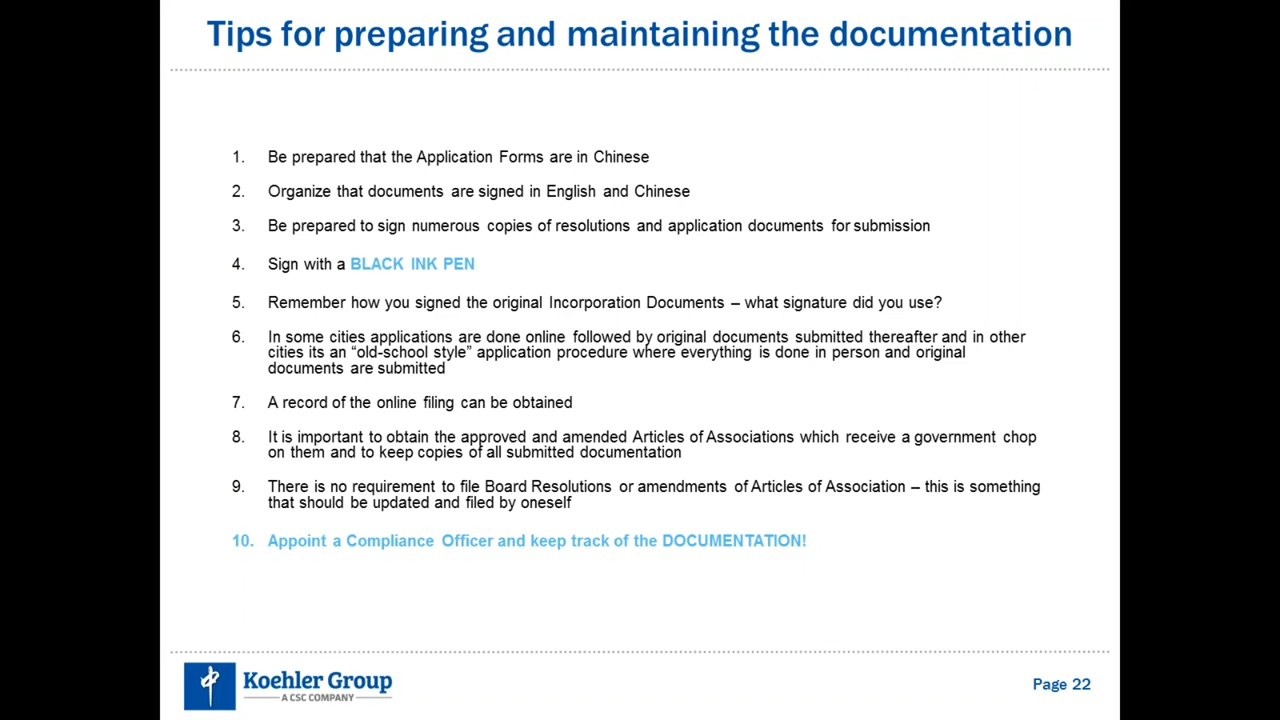 Tips for preparing and maintaining the documentation
1. Be prepared that the Application Forms are in Chinese
2. Organize that documents are signed in English and Chinese
3. Be prepared to sign numerous copies of resolutions and application documents for submission
4. Sign with a BLACK INK PEN
5. Remember how you signed the original Incorporation Documents – what signature did you use?
6. In some cities applications are done online followed by original documents submitted thereafter and in other
cities its an “old-school style” application procedure where everything is done in person and original
documents are submitted
7. A record of the online filing can be obtained
8. It is important to obtain the approved and amended Articles of Associations which receive a government chop
on them and to keep copies of all submitted documentation
9. There is no requirement to file Board Resolutions or amendments of Articles of Association – this is something
that should be updated and filed by oneself
10. Appoint a Compliance Officer and keep track of the DOCUMENTATION!
Koehler Group
A CSC COMPANY
Page 22